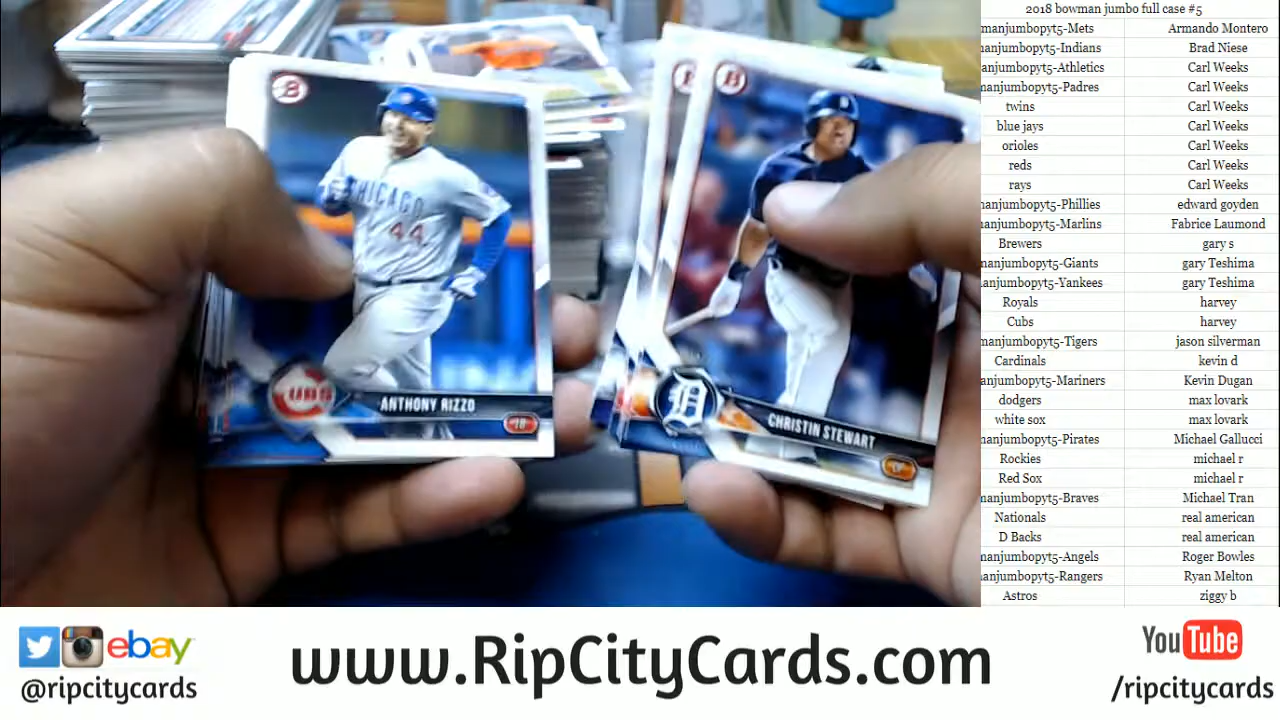 2018 bowman jumbo full case #5
manjumbopyt5-Mets Armando Montero
manjumbopyt5-Indians Brad Niese
manjumbopyt5-Athletics Carl Weeks
manjumbopyt5-Padres Carl Weeks
twins Carl Weeks
blue jays Carl Weeks
orioles Carl Weeks
reds Carl Weeks
rays Carl Weeks
manjumbopyt5-Phillies edward goyden
manjumbopyt5-Marlins Fabrice Laumond
Brewers gary s
manjumbopyt5-Giants gary Teshima
manjumbopyt5-Yankees gary Teshima
Royals harvey
Cubs harvey
manjumbopyt5-Tigers jason silverman
Cardinals kevin d
manjumbopyt5-Mariners Kevin Dugan
dodgers max lovark
white sox max lovark
manjumbopyt5-Pirates Michael Gallucci
Rockies michael r
Red Sox michael r
manjumbopyt5-Braves Michael Tran
Nationals real american
D Backs real american
manjumbopyt5-Angels Roger Bowles
manjumbopyt5-Rangers Ryan Melton
Astros ziggy b
B
B
CHICAGO
44
D
CUBS
ANTHONY RIZZO
18
CHRISTIN STEWART
ebay
@ripcitycards
www.RipCityCards.com
YouTube
/ripcitycards